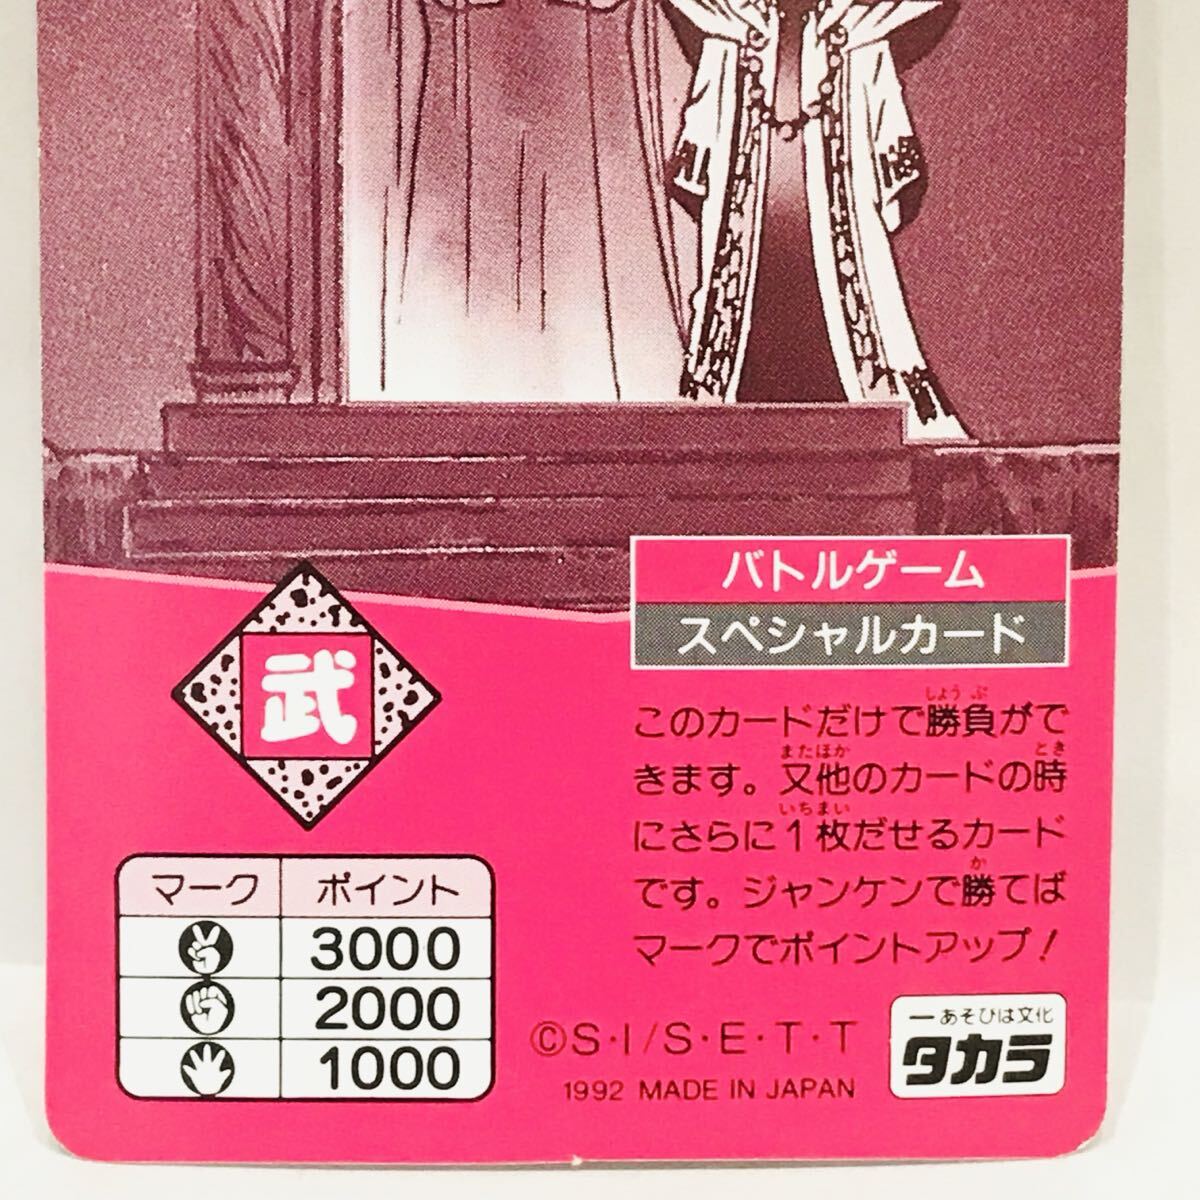 バトルゲーム
スペシャルカード
武
しょうぶ
このカードだけで勝負がで
またほか とき
きます。又他のカードの時
いちまい
にさらに1枚だせるカード
か
です。ジャンケンで勝てば
マークでポイントアップ!
マーク ポイント
3000
2000
1000
©S・I/S・E・T・T
1992 MADE IN JAPAN
ーあそびは文化
タカラ